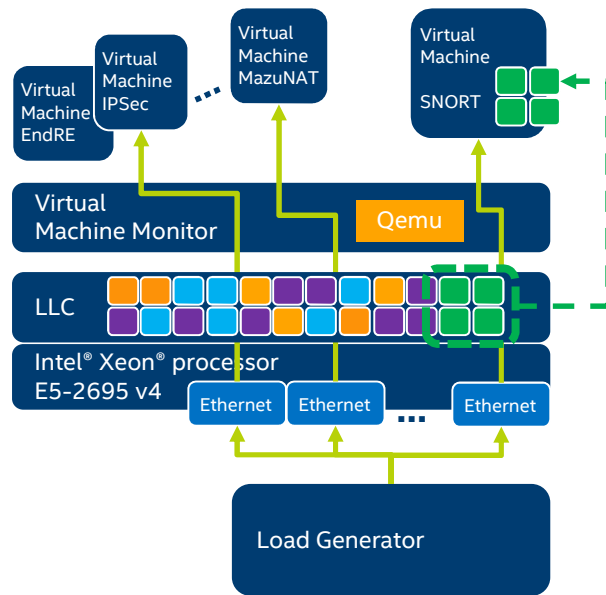 Virtual
Machine
EndRE
Virtual
Machine
IPSec
Virtual
Machine
MazuNAT
Virtual
Machine
SNORT
Virtual
Machine Monitor
Qemu
LLC
Intel® Xeon® processor
E5-2695 v4
Ethernet
Ethernet
Ethernet
Load Generator